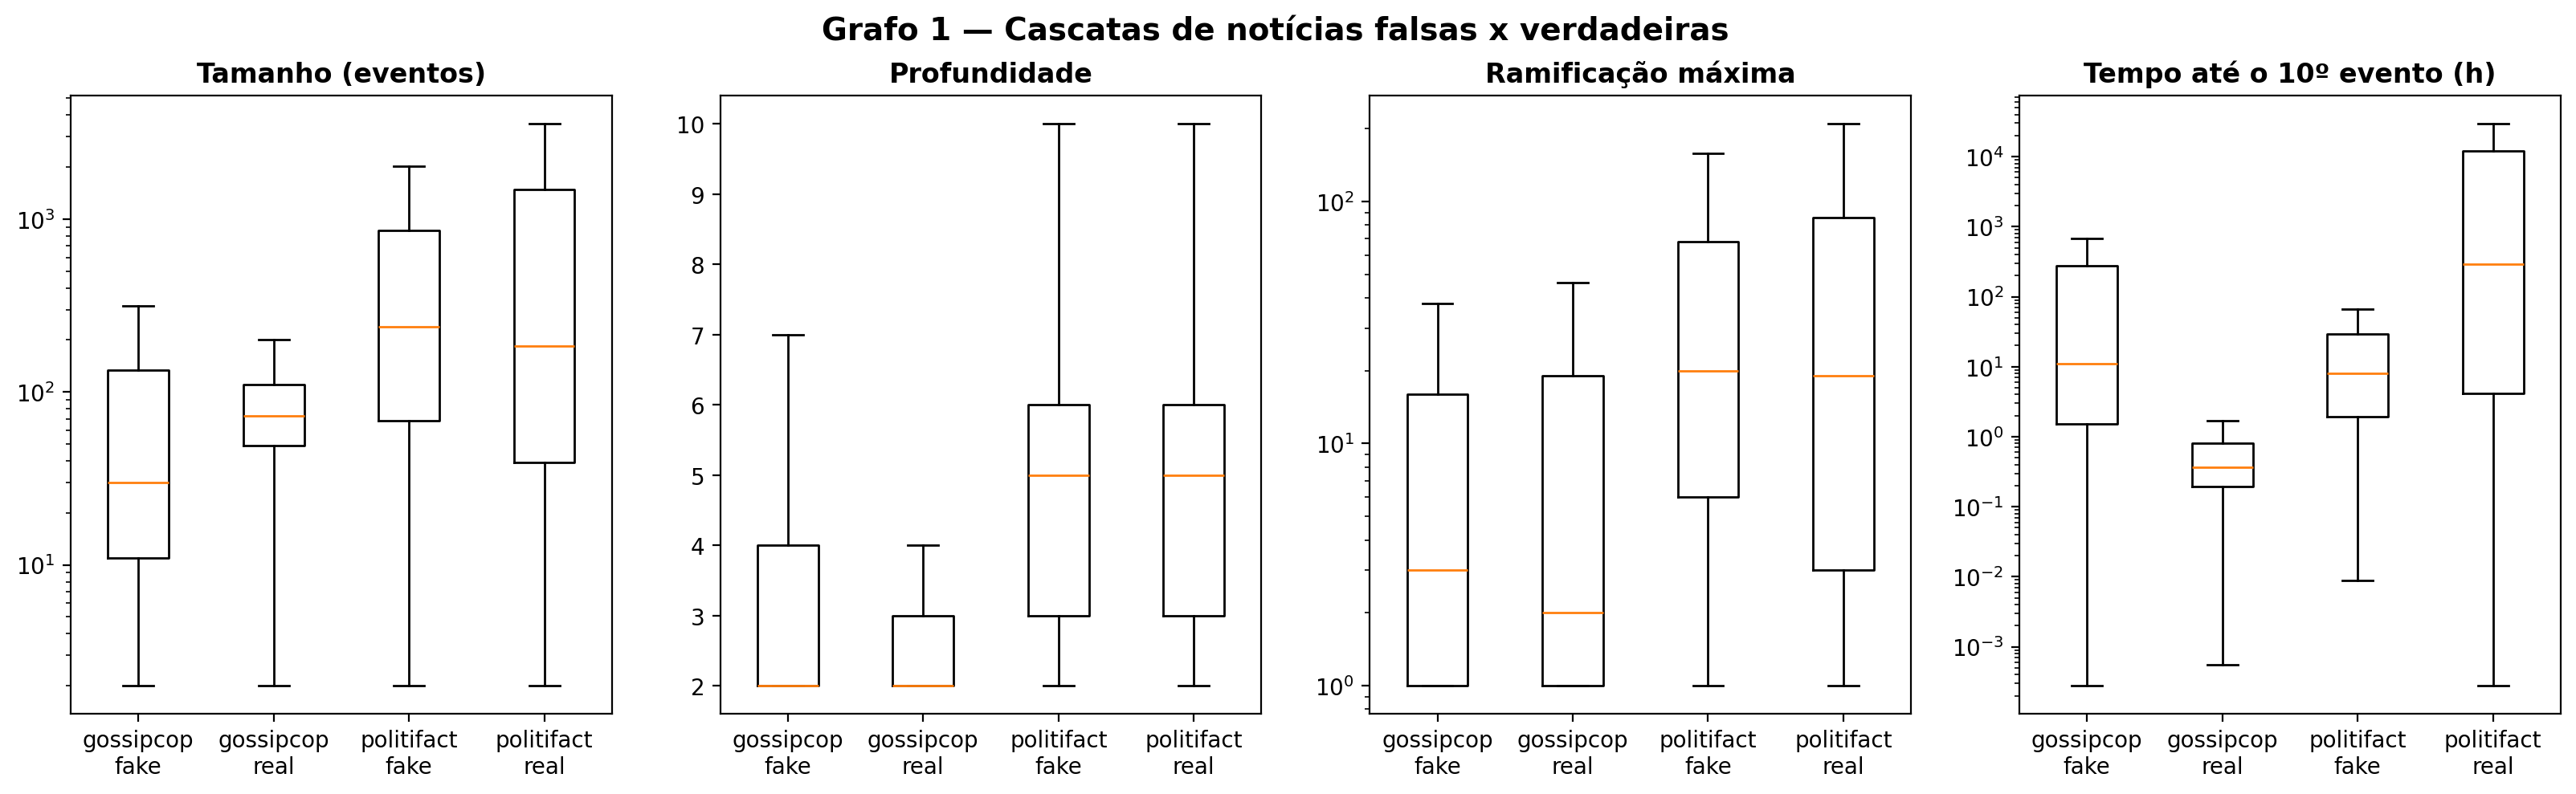 Grafo 1 — Cascatas de notícias falsas x verdadeiras
Tamanho (eventos)
10³
10²
10¹
gossipcop
fake
gossipcop
real
politifact
fake
politifact
real
Profundidade
10
9
8
7
6
5
4
3
2
gossipcop
fake
gossipcop
real
politifact
fake
politifact
real
Ramificação máxima
10²
10¹
10⁰
gossipcop
fake
gossipcop
real
politifact
fake
politifact
real
Tempo até o 10º evento (h)
10⁴
10³
10²
10¹
10⁰
10⁻¹
10⁻²
10⁻³
gossipcop
fake
gossipcop
real
politifact
fake
politifact
real